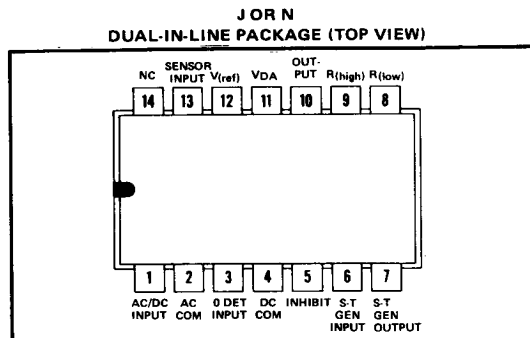 J OR N
DUAL-IN-LINE PACKAGE (TOP VIEW)
NC SENSOR INPUT V(ref) VDA OUT-PUT R(high) R(low)
14 13 12 11 10 9 8
1 2 3 4 5 6 7
AC/DC INPUT AC COM 0 DET INPUT DC COM INHIBIT S-T GEN INPUT S-T GEN OUTPUT